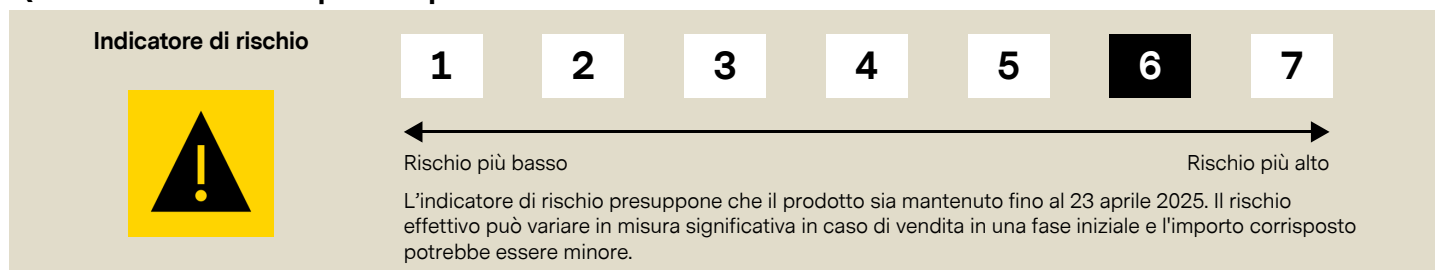 Indicatore di rischio
1 2 3 4 5 6 7
Rischio più basso Rischio più alto
L’indicatore di rischio presuppone che il prodotto sia mantenuto fino al 23 aprile 2025. Il rischio
effettivo può variare in misura significativa in caso di vendita in una fase iniziale e l'importo corrisposto
potrebbe essere minore.